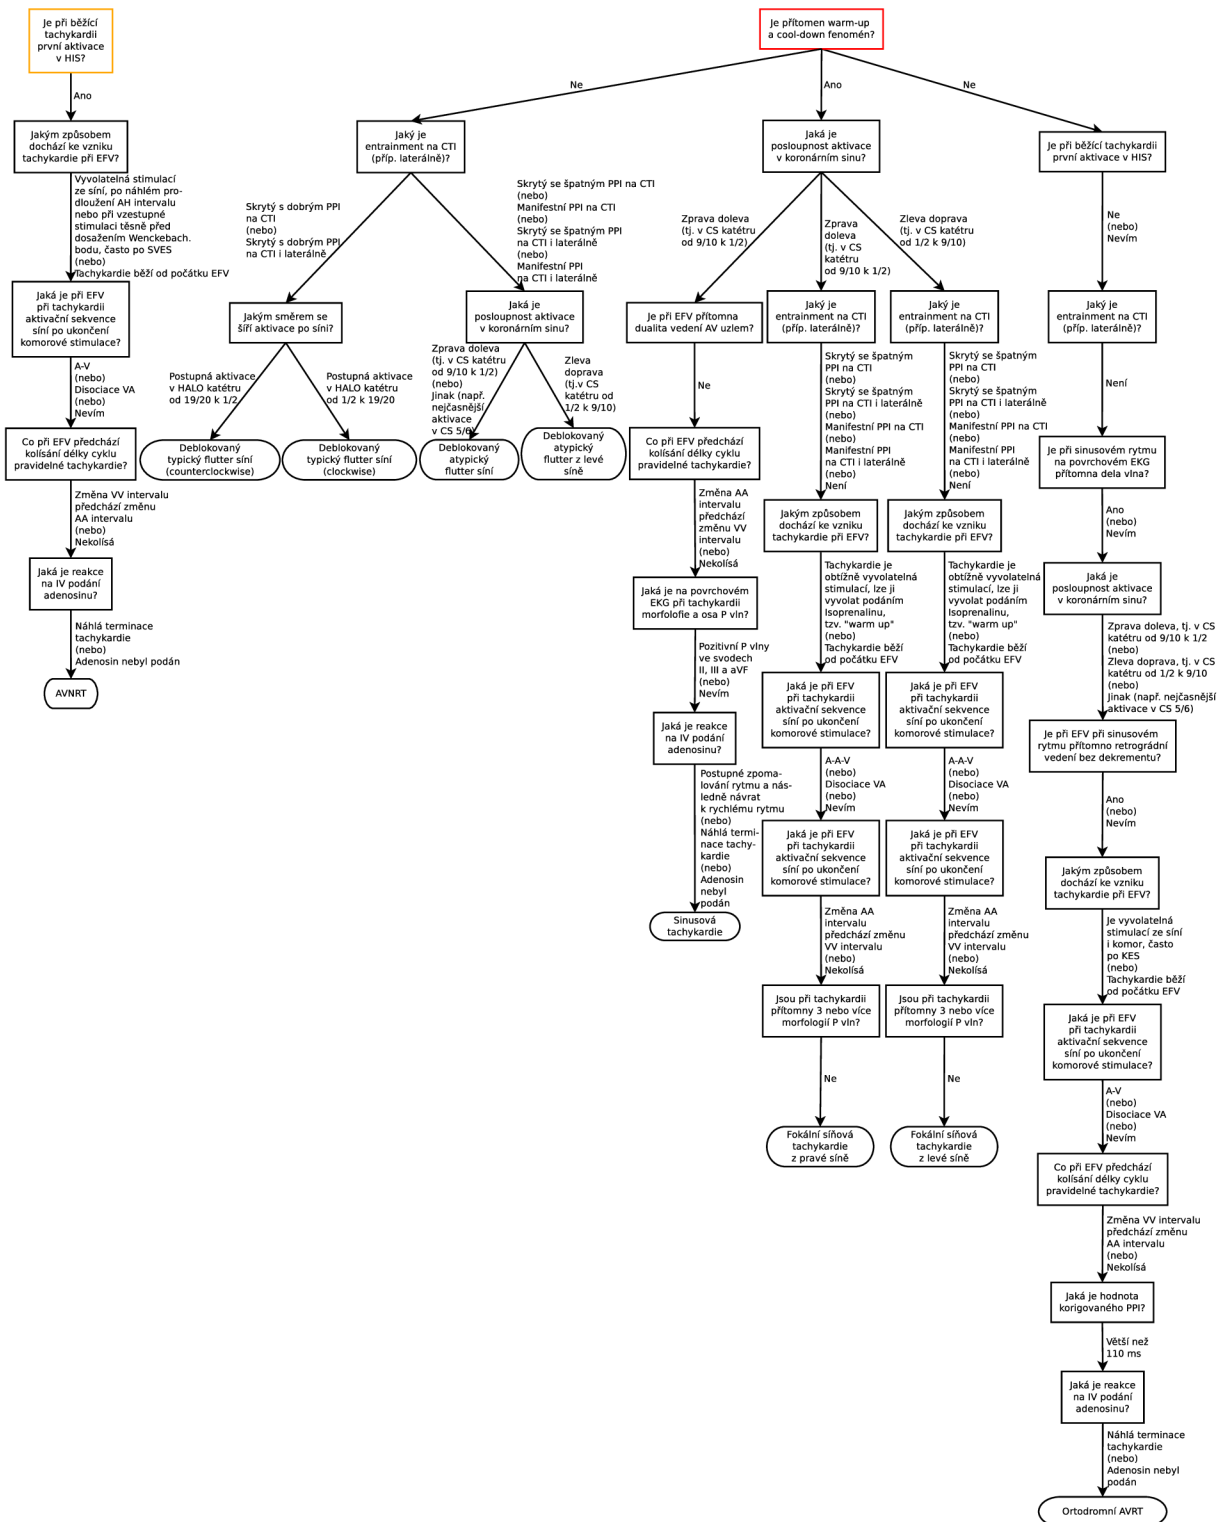 Je při běžící
tachykardii
první aktivace
v HIS?
Ano
Jakým způsobem
dochází ke vzniku
tachykardie při EFV?
Vyvolatelná stimulací
ze síní, po náhlém pro-
dloužení AH intervalu
nebo při vzestupné
stimulaci těsně před
dosažením Wenckebach.
bodu, často po SVES
(nebo)
Tachykardie běží od počátku EFV
Jaká je při EFV
při tachykardii
aktivační sekvence
síní po ukončení
komorové stimulace?
A-V
(nebo)
Disociace VA
(nebo)
Nevím
Co při EFV předchází
kolísání délky cyklu
pravidelné tachykardie?
Změna VV intervalu
předchází změnu
AA intervalu
(nebo)
Nekolísá
Jaká je reakce
na IV podání
adenosinu?
Náhlá terminace
tachykardie
(nebo)
Adenosin nebyl podán
AVNRT
Je přítomen warm-up
a cool-down fenomén?
Ne
Ano
Ne
Jaký je
entrainment na CTI
(příp. laterálně)?
Skrytý s dobrým PPI
na CTI
(nebo)
Skrytý s dobrým PPI
na CTI i laterálně
Skrytý se špatným PPI na CTI
(nebo)
Manifestní PPI na CTI
(nebo)
Skrytý se špatným PPI
na CTI i laterálně
(nebo)
Manifestní PPI
na CTI i laterálně
Jakým směrem se
šíří aktivace po síni?
Postupná aktivace
v HALO katétru
od 19/20 k 1/2
Postupná aktivace
v HALO katétru
od 1/2 k 19/20
Deblokovaný
typický flutter síní
(counterclockwise)
Deblokovaný
typický flutter síní
(clockwise)
Jaká je
posloupnost aktivace
v koronárním sinu?
Zprava doleva
(tj. v CS katétru
od 9/10 k 1/2)
(nebo)
Jinak (např.
nejčasnější
aktivace
v CS 5/6)
Zleva
doprava
(tj.v CS
katétru od
1/2 k 9/10)
Deblokovaný
atypický
flutter síní
Deblokovaný
atypický
flutter z levé
síně
Jaká je
posloupnost aktivace
v koronárním sinu?
Zprava doleva
(tj. v CS katétru
od 9/10 k 1/2)
Zprava
doleva
(tj. v CS
katétru
od 9/10 k 1/2)
Zleva doprava
(tj. v CS katétru
od 1/2 k 9/10)
Je při EFV přítomna
dualita vedení AV uzlem?
Ne
Co při EFV předchází
kolísání délky cyklu
pravidelné tachykardie?
Změna AA
intervalu
předchází
změnu VV
intervalu
(nebo)
Nekolísá
Jaká je na povrchovém
EKG při tachykardii
morfolofie a osa P vln?
Pozitivní P vlny
ve svodech
II, III a aVF
(nebo)
Nevím
Jaká je reakce
na IV podání
adenosinu?
Postupné zpoma-
lování rytmu a nás-
ledně návrat
k rychlému rytmu
(nebo)
Náhlá termi-
nace tachy-
kardie
(nebo)
Adenosin
nebyl
podán
Sinusová
tachykardie
Jaký je
entrainment na CTI
(příp. laterálně)?
Skrytý se špatným
PPI na CTI
(nebo)
Skrytý se špatným
PPI na CTI i laterálně
(nebo)
Manifestní PPI na CTI
(nebo)
Manifestní PPI
na CTI i laterálně
(nebo)
Není
Jakým způsobem
dochází ke vzniku
tachykardie při EFV?
Tachykardie je
obtížně vyvolatelná
stimulací, lze ji
vyvolat podáním
Isoprenalinu,
tzv. "warm up"
(nebo)
Tachykardie běží
od počátku EFV
Jaká je při EFV
při tachykardii
aktivační sekvence
síní po ukončení
komorové stimulace?
A-A-V
(nebo)
Disociace VA
(nebo)
Nevím
Jaká je při EFV
při tachykardii
aktivační sekvence
síní po ukončení
komorové stimulace?
Změna AA
intervalu
předchází změnu
VV intervalu
(nebo)
Nekolísá
Jsou při tachykardii
přítomny 3 nebo více
morfologií P vln?
Ne
Fokální síňová
tachykardie
z pravé síně
Jaký je
entrainment na CTI
(příp. laterálně)?
Skrytý se špatným
PPI na CTI
(nebo)
Skrytý se špatným
PPI na CTI i laterálně
(nebo)
Manifestní PPI na CTI
(nebo)
Manifestní PPI
na CTI i laterálně
(nebo)
Není
Jakým způsobem
dochází ke vzniku
tachykardie při EFV?
Tachykardie je
obtížně vyvolatelná
stimulací, lze ji
vyvolat podáním
Isoprenalinu,
tzv. "warm up"
(nebo)
Tachykardie běží
od počátku EFV
Jaká je při EFV
při tachykardii
aktivační sekvence
síní po ukončení
komorové stimulace?
A-A-V
(nebo)
Disociace VA
(nebo)
Nevím
Jaká je při EFV
při tachykardii
aktivační sekvence
síní po ukončení
komorové stimulace?
Změna AA
intervalu
předchází změnu
VV intervalu
(nebo)
Nekolísá
Jsou při tachykardii
přítomny 3 nebo více
morfologií P vln?
Ne
Fokální síňová
tachykardie
z levé síně
Je při běžící tachykardii
první aktivace v HIS?
Ne
(nebo)
Nevím
Jaký je
entrainment na CTI
(příp. laterálně)?
Není
Je při sinusovém rytmu
na povrchovém EKG
přítomna dela vlna?
Ano
(nebo)
Nevím
Jaká je
posloupnost aktivace
v koronárním sinu?
Zprava doleva, tj. v CS
katétru od 9/10 k 1/2
(nebo)
Zleva doprava, tj. v CS
katétru od 1/2 k 9/10
(nebo)
Jinak (např. nejčasnější
aktivace v CS 5/6)
Je při EFV při sinusovém
rytmu přítomno retrográdní
vedení bez dekrementu?
Ano
(nebo)
Nevím
Jakým způsobem
dochází ke vzniku
tachykardie při EFV?
Je vyvolatelná
stimulací ze síní
i komor, často
po KES
(nebo)
Tachykardie běží
od počátku EFV
Jaká je při EFV
při tachykardii
aktivační sekvence
síní po ukončení
komorové stimulace?
A-V
(nebo)
Disociace VA
(nebo)
Nevím
Co při EFV předchází
kolísání délky cyklu
pravidelné tachykardie?
Změna VV intervalu
předchází změnu
AA intervalu
(nebo)
Nekolísá
Jaká je hodnota
korigovaného PPI?
Větší než
110 ms
Jaká je reakce
na IV podání
adenosinu?
Náhlá terminace
tachykardie
(nebo)
Adenosin nebyl
podán
Ortodromní AVRT